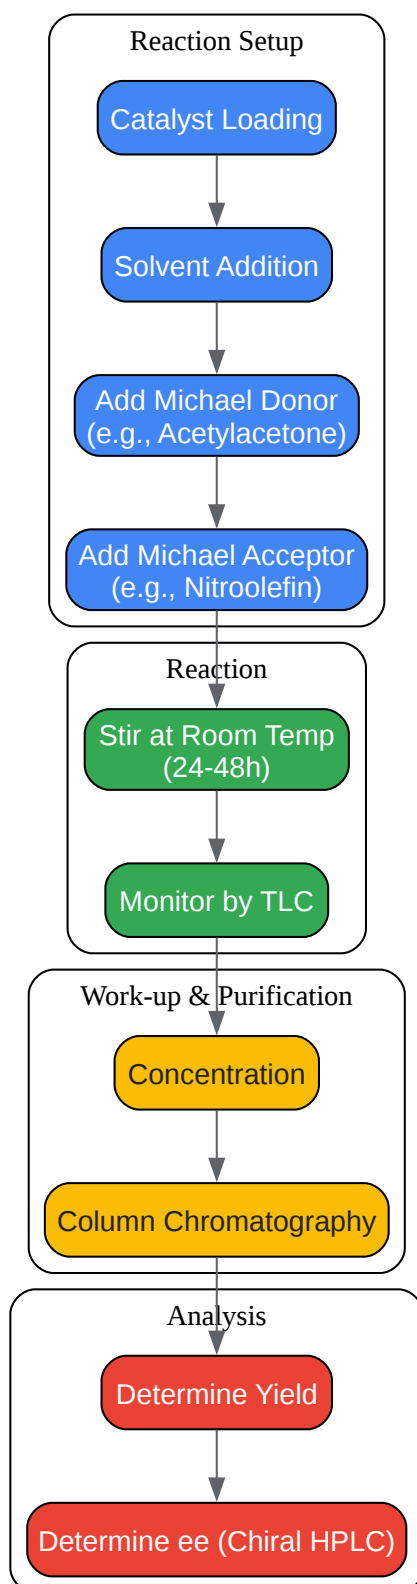 Reaction Setup
Catalyst Loading
Solvent Addition
Add Michael Donor
(e.g., Acetylacetone)
Add Michael Acceptor
(e.g., Nitroolefin)
Reaction
Stir at Room Temp
(24-48h)
Monitor by TLC
Work-up & Purification
Concentration
Column Chromatography
Analysis
Determine Yield
Determine ee (Chiral HPLC)